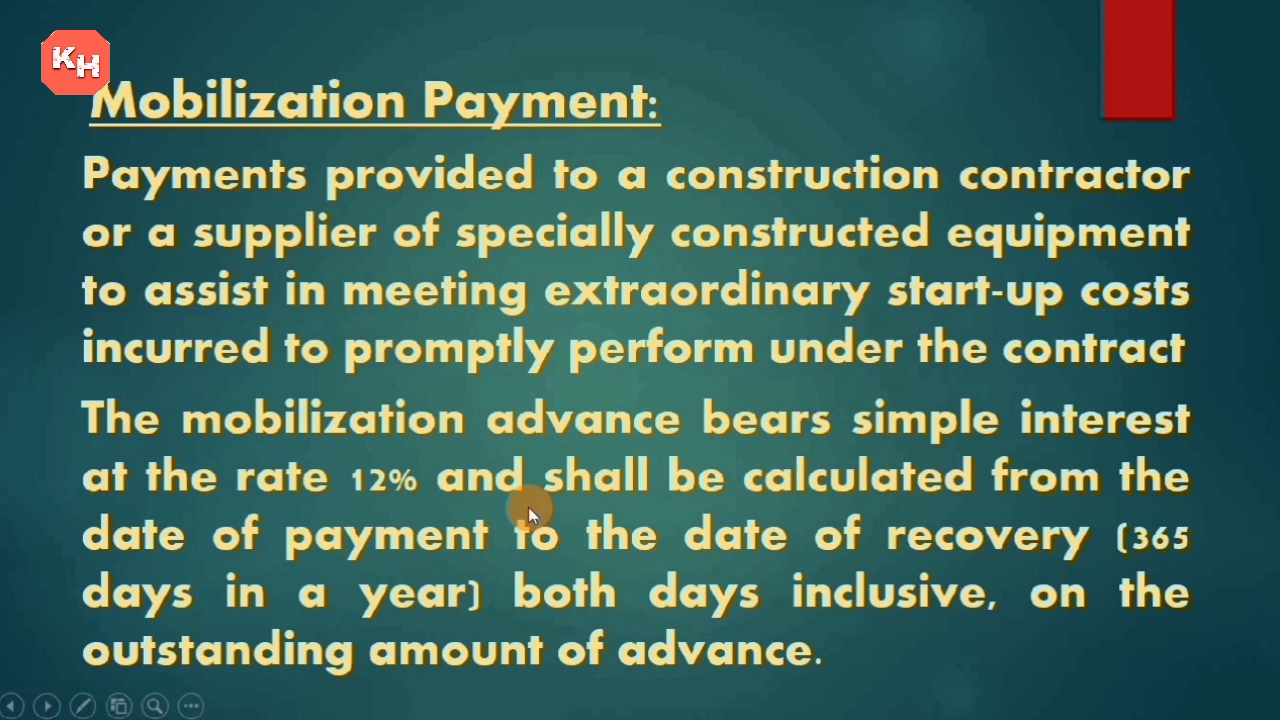 KH
Mobilization Payment:
Payments provided to a construction contractor
or a supplier of specially constructed equipment
to assist in meeting extraordinary start-up costs
incurred to promptly perform under the contract
The mobilization advance bears simple interest
at the rate 12% and shall be calculated from the
date of payment to the date of recovery (365
days in a year) both days inclusive, on the
outstanding amount of advance.